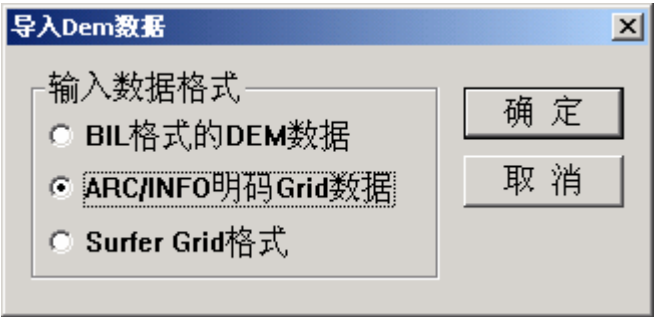 导入Dem数据
输入数据格式
BIL格式的DEM数据
ARC/INFO明码Grid数据
Surfer Grid格式
确 定
取 消